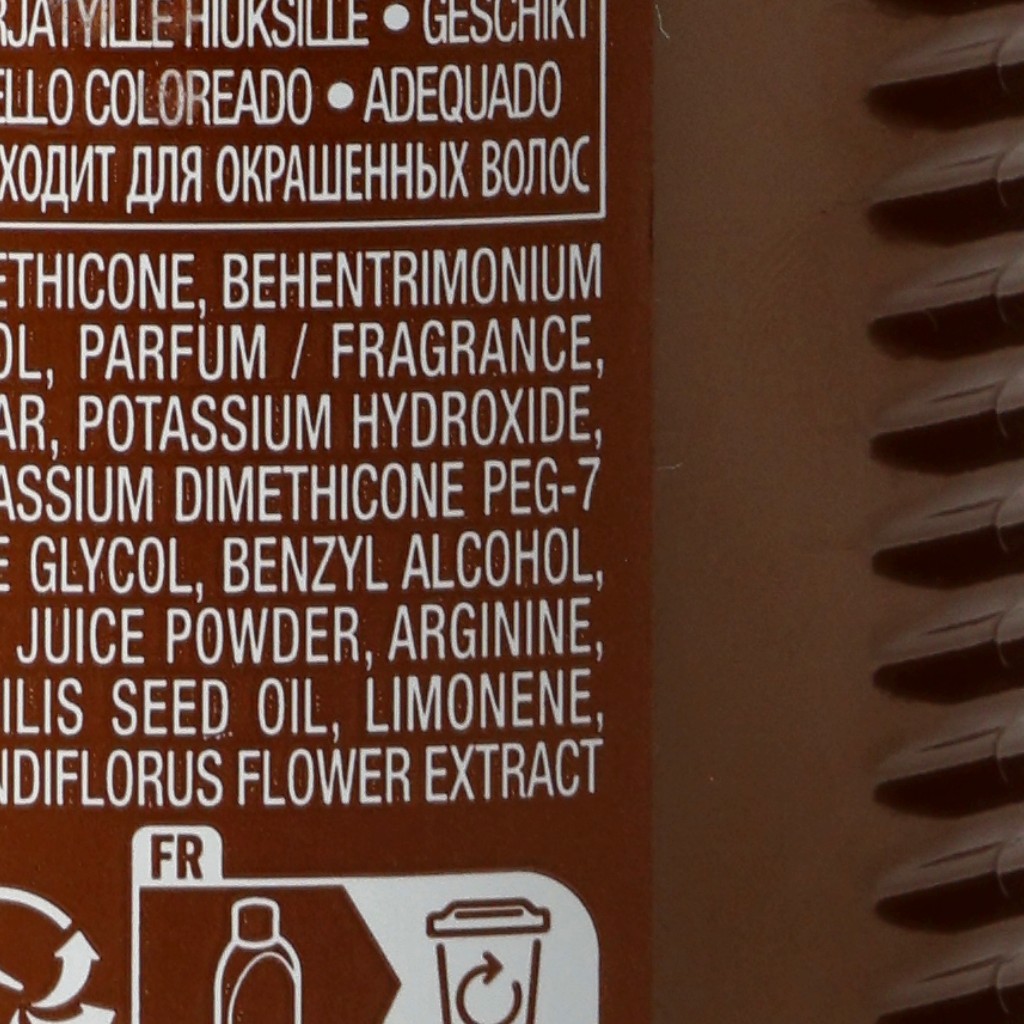 RJATYILLE HIUKSILLE • GESCHIKT
ELLO COLOREADO • ADEQUADO
ХОДИТ ДЛЯ ОКРАШЕННЫХ ВОЛОС
ETHICONE, BEHENTRIMONIUM
OL, PARFUM / FRAGRANCE,
AR, POTASSIUM HYDROXIDE,
ASSIUM DIMETHICONE PEG-7
E GLYCOL, BENZYL ALCOHOL,
JUICE POWDER, ARGININE,
ILIS SEED OIL, LIMONENE,
NDIFLORUS FLOWER EXTRACT
FR